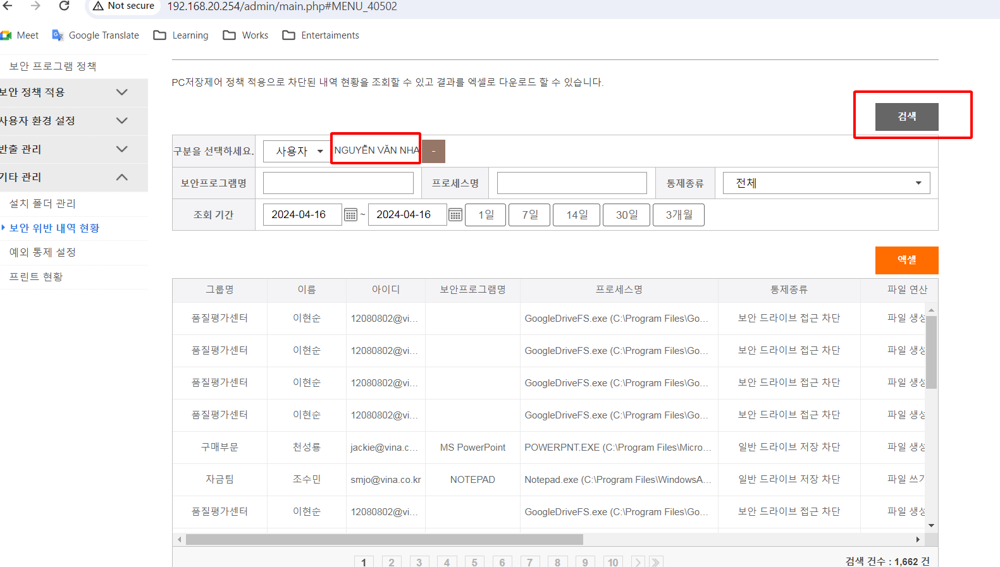 Not secure 192.168.20.254/admin/main.php#MENU_40502
Meet Google Translate Learning Works Entertaiments
보안 프로그램 정책
보안 정책 적용
사용자 환경 설정
반출 관리
기타 관리
설치 폴더 관리
보안 위반 내역 현황
예외 통제 설정
프린트 현황
PC저장제어 정책 적용으로 차단된 내역 현황을 조회할 수 있고 결과를 엑셀로 다운로드 할 수 있습니다.
검색
구분을 선택하세요. 사용자 NGUYỄN VĂN NHA -
보안프로그램명 프로세스명 통제종류 전체
조회 기간 2024-04-16 ~ 2024-04-16 1일 7일 14일 30일 3개월
엑셀
그룹명 이름 아이디 보안프로그램명 프로세스명 통제종류 파일 연산
품질평가센터 이현순 12080802@vi... GoogleDriveFS.exe (C:\Program Files\Go... 보안 드라이브 접근 차단 파일 생성
품질평가센터 이현순 12080802@vi... GoogleDriveFS.exe (C:\Program Files\Go... 보안 드라이브 접근 차단 파일 생성
품질평가센터 이현순 12080802@vi... GoogleDriveFS.exe (C:\Program Files\Go... 보안 드라이브 접근 차단 파일 생성
품질평가센터 이현순 12080802@vi... GoogleDriveFS.exe (C:\Program Files\Go... 보안 드라이브 접근 차단 파일 생성
구매부문 천성룡 jackie@vina.c... MS PowerPoint POWERPNT.EXE (C:\Program Files\Micro... 일반 드라이브 저장 차단 파일 생성
자금팀 조수민 smjo@vina.co.kr NOTEPAD Notepad.exe (C:\Program Files\WindowsA... 일반 드라이브 저장 차단 파일 쓰기
품질평가센터 이현순 12080802@vi... GoogleDriveFS.exe (C:\Program Files\Go... 보안 드라이브 접근 차단 파일 생성
1 2 3 4 5 6 7 8 9 10 검색 건수 : 1,662 건